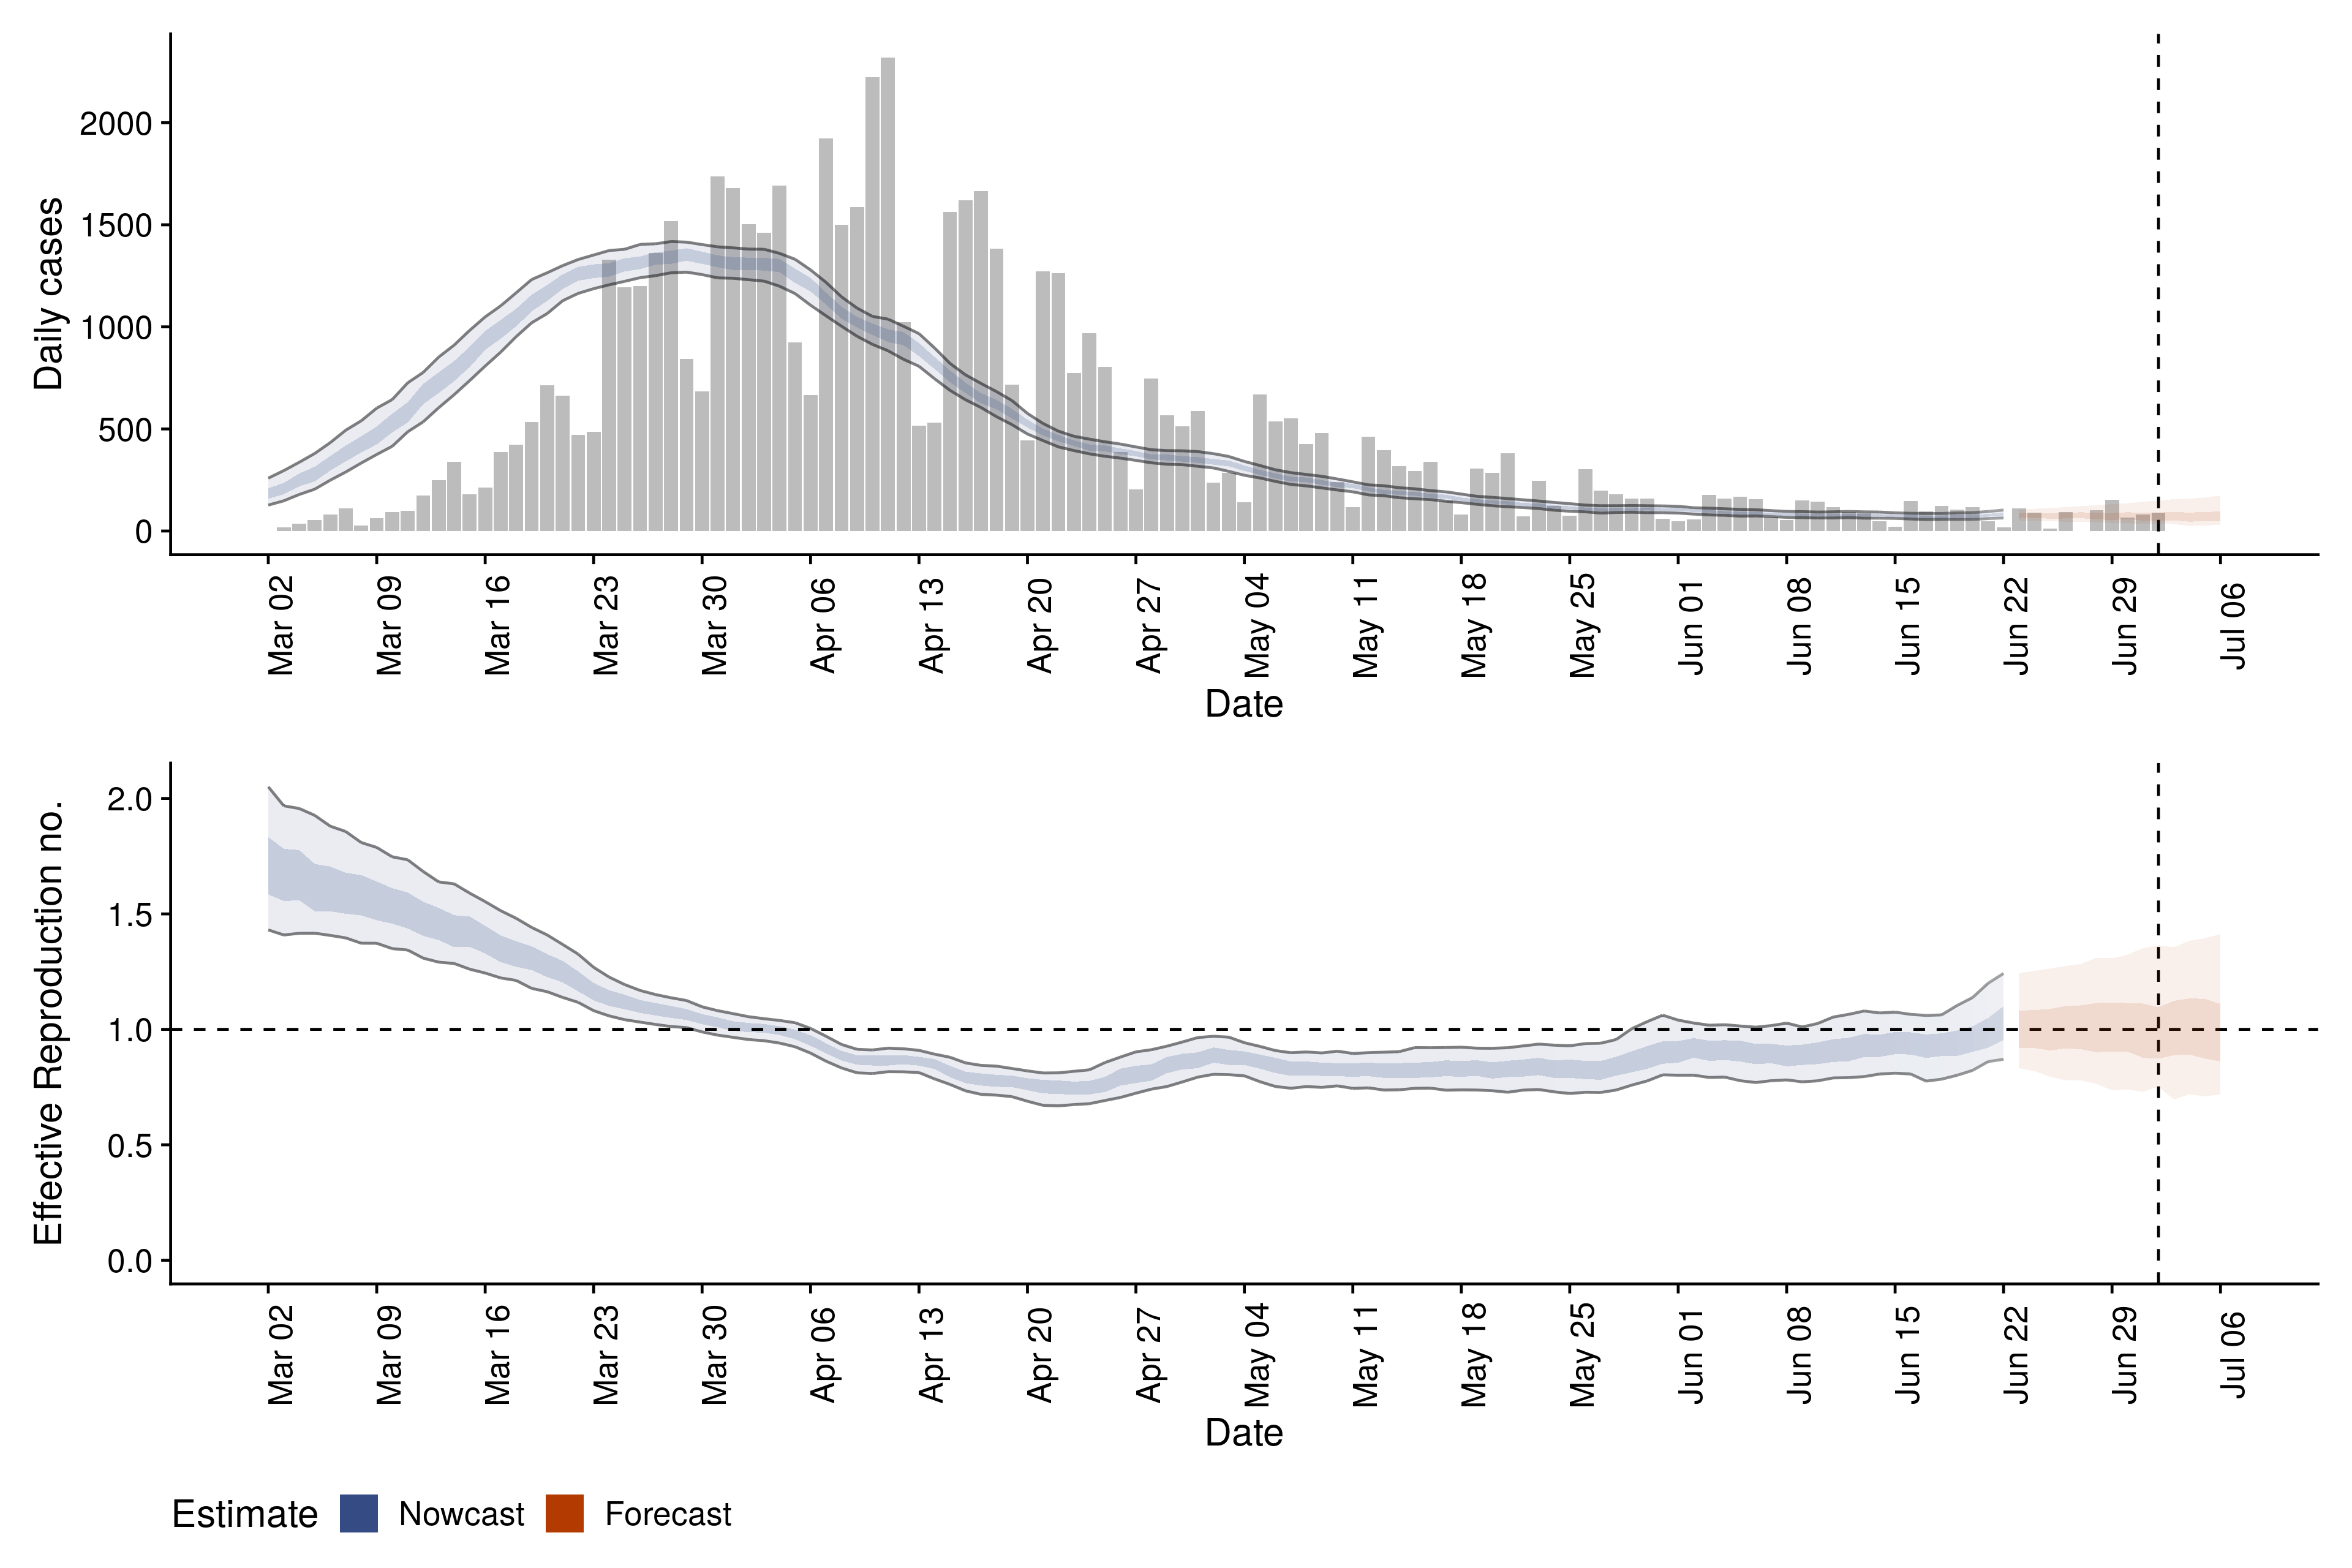 Daily cases
2000
1500
1000
500
0
Mar 02 Mar 09 Mar 16 Mar 23 Mar 30 Apr 06 Apr 13 Apr 20 Apr 27 May 04 May 11 May 18 May 25 Jun 01 Jun 08 Jun 15 Jun 22 Jun 29 Jul 06
Date
Effective Reproduction no.
2.0
1.5
1.0
0.5
0.0
Mar 02 Mar 09 Mar 16 Mar 23 Mar 30 Apr 06 Apr 13 Apr 20 Apr 27 May 04 May 11 May 18 May 25 Jun 01 Jun 08 Jun 15 Jun 22 Jun 29 Jul 06
Date
Estimate Nowcast Forecast